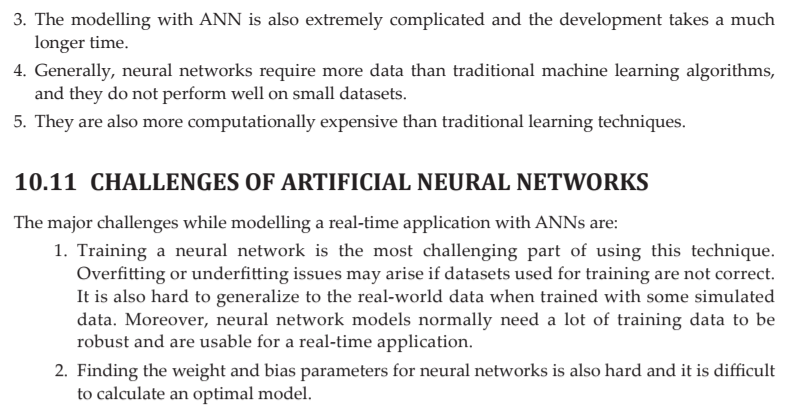 3. The modelling with ANN is also extremely complicated and the development takes a much
longer time.
4. Generally, neural networks require more data than traditional machine learning algorithms,
and they do not perform well on small datasets.
5. They are also more computationally expensive than traditional learning techniques.
10.11 CHALLENGES OF ARTIFICIAL NEURAL NETWORKS
The major challenges while modelling a real-time application with ANNs are:
1. Training a neural network is the most challenging part of using this technique.
Overfitting or underfitting issues may arise if datasets used for training are not correct.
It is also hard to generalize to the real-world data when trained with some simulated
data. Moreover, neural network models normally need a lot of training data to be
robust and are usable for a real-time application.
2. Finding the weight and bias parameters for neural networks is also hard and it is difficult
to calculate an optimal model.